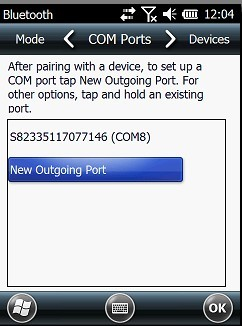 Bluetooth 12:04
Mode COM Ports Devices
After pairing with a device, to set up a
COM port tap New Outgoing Port. For
other options, tap and hold an existing
port.
S82335117077146 (COM8)
New Outgoing Port
OK